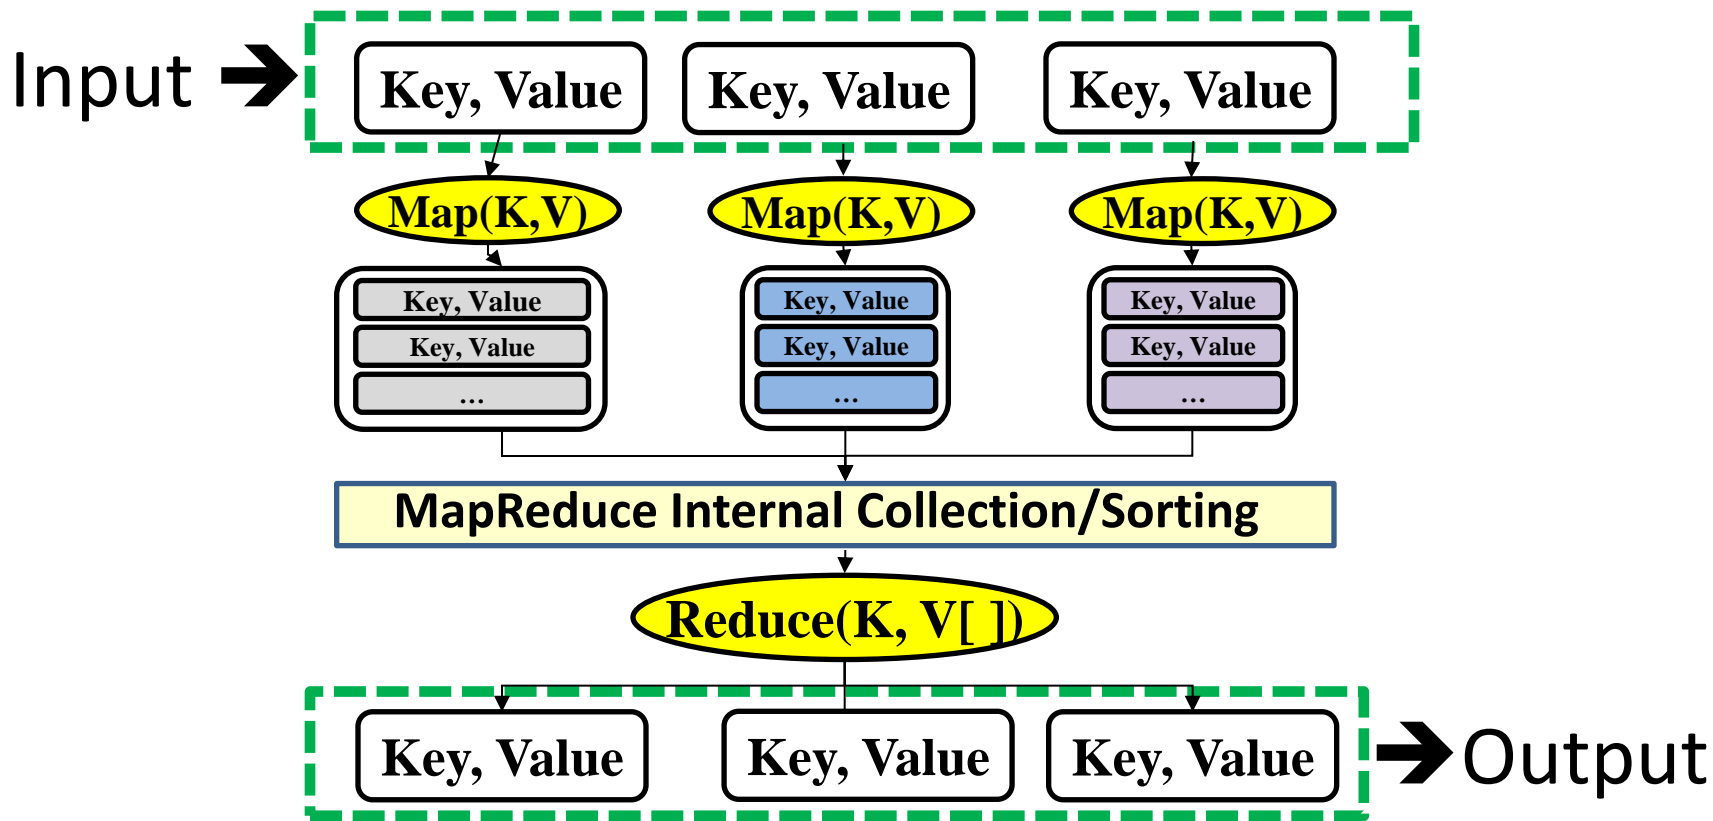 Input
Key, Value
Key, Value
Key, Value
Map(K,V)
Map(K,V)
Map(K,V)
Key, Value
Key, Value
...
Key, Value
Key, Value
...
Key, Value
Key, Value
...
MapReduce Internal Collection/Sorting
Reduce(K, V[ ])
Key, Value
Key, Value
Key, Value
Output